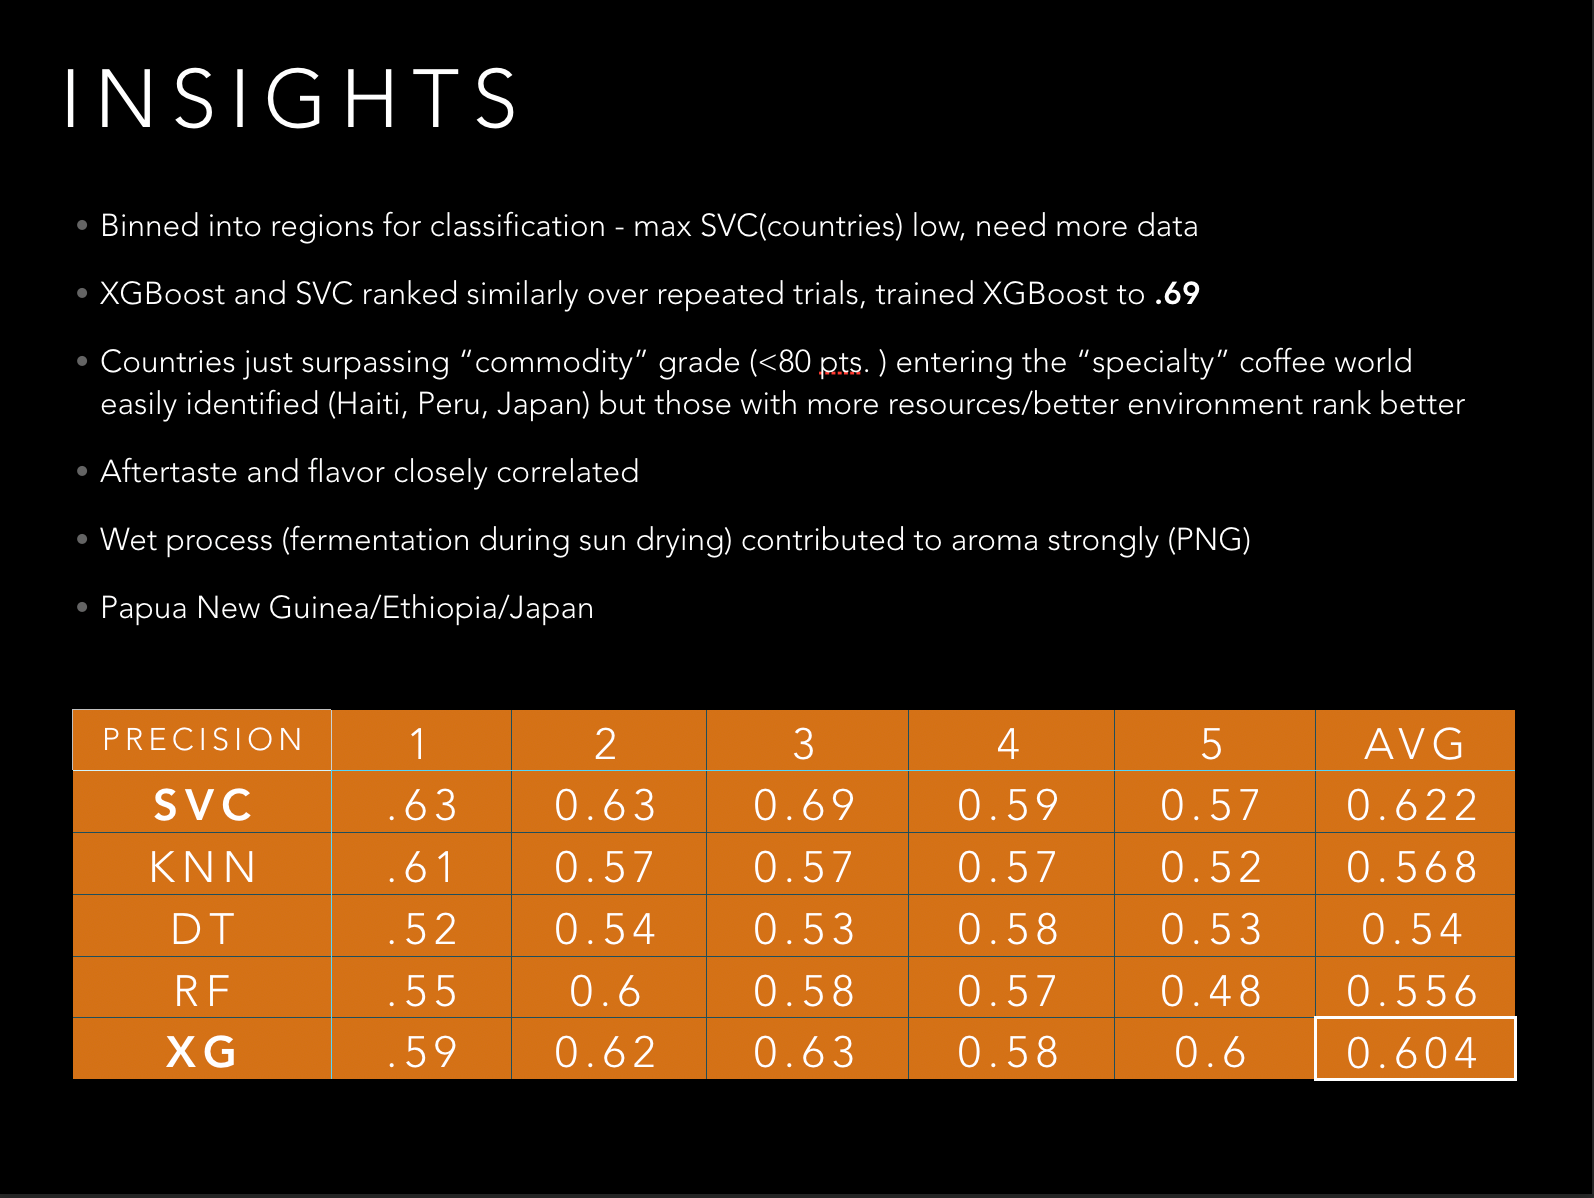 INSIGHTS
• Binned into regions for classification - max SVC(countries) low, need more data
• XGBoost and SVC ranked similarly over repeated trials, trained XGBoost to .69
• Countries just surpassing “commodity” grade (<80 pts. ) entering the “specialty” coffee world
easily identified (Haiti, Peru, Japan) but those with more resources/better environment rank better
• Aftertaste and flavor closely correlated
• Wet process (fermentation during sun drying) contributed to aroma strongly (PNG)
• Papua New Guinea/Ethiopia/Japan
PRECISION 1 2 3 4 5 AVG
SVC .63 0.63 0.69 0.59 0.57 0.622
KNN .61 0.57 0.57 0.57 0.52 0.568
DT .52 0.54 0.53 0.58 0.53 0.54
RF .55 0.6 0.58 0.57 0.48 0.556
XG .59 0.62 0.63 0.58 0.6 0.604